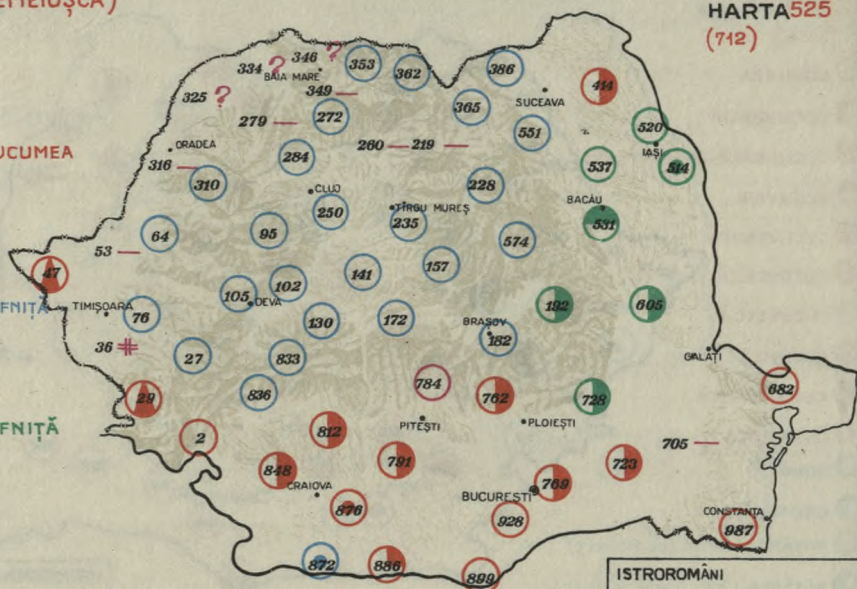 EMEIUȘCA)
HARTA 525
(712)
346 ?
334 ?
353
362
386
BAIA MARE
325 ?
349 —
414
SUCEAVA
279 —
272
365
551
520
UCUMEA
ORADEA
260 — 219 —
IAȘI
316 —
284
537
514
310
CLUJ
228
250
TÎRGU MUREȘ
BACĂU
64
95
235
531
574
53 —
47
141
157
102
105
DEVA
192
605
FNIȚĂ
TIMIȘOARA
76
130
172
BRAȘOV
182
36
27
833
GALAȚI
29
836
784
762
728
682
FNIȚĂ
PITEȘTI
PLOIEȘTI
2
812
705 —
848
791
723
CRAIOVA
BUCUREȘTI
769
876
928
CONSTANȚA
987
872
886
899
ISTROROMÂNI